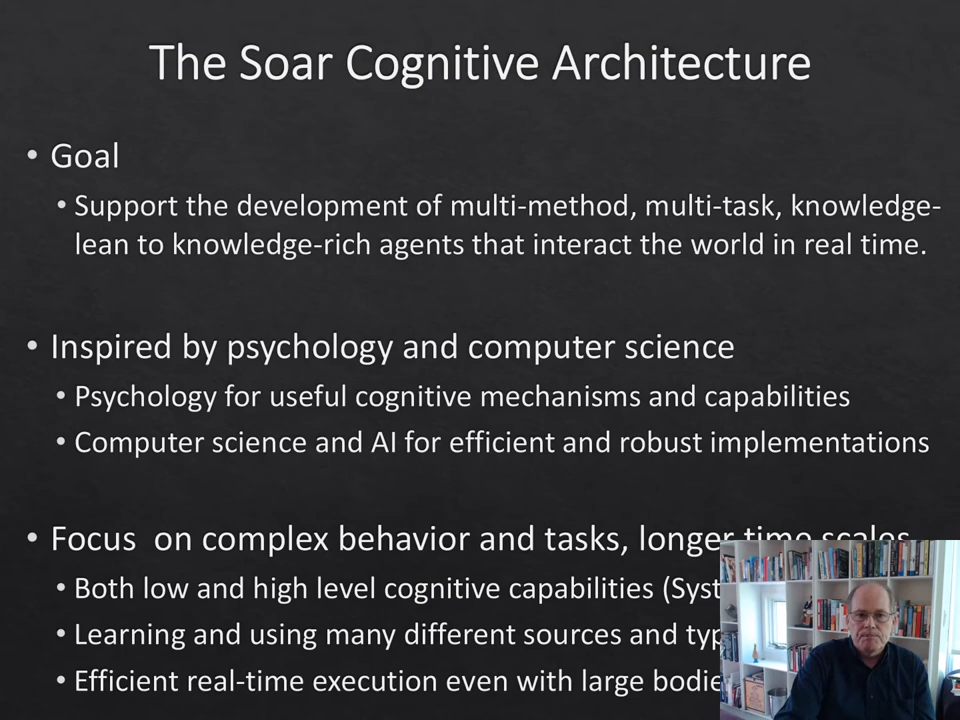 The Soar Cognitive Architecture
• Goal
• Support the development of multi-method, multi-task, knowledge-
lean to knowledge-rich agents that interact the world in real time.
• Inspired by psychology and computer science
• Psychology for useful cognitive mechanisms and capabilities
• Computer science and AI for efficient and robust implementations
• Focus  on complex behavior and tasks, longer time scales
• Both low and high level cognitive capabilities (Syst
• Learning and using many different sources and typ
• Efficient real-time execution even with large bodie